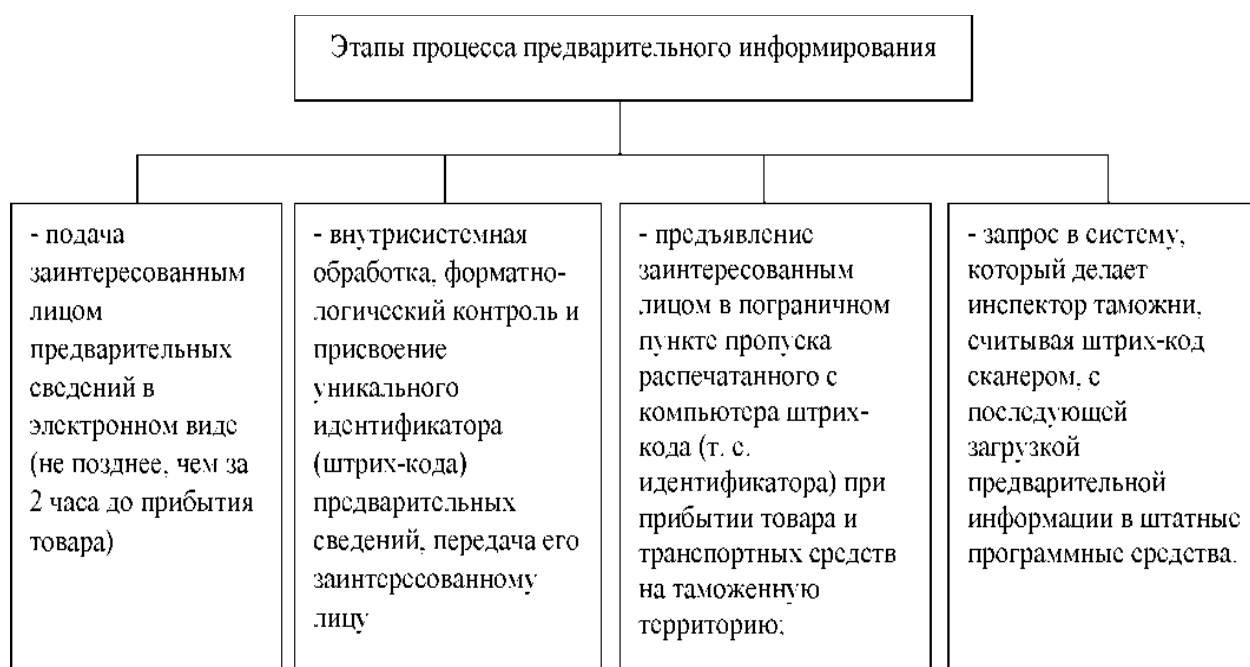 Этапы процесса предварительного информирования
- подача
заинтересованным
лицом
предварительных
сведений в
электронном виде
(не позднее, чем за
2 часа до прибытия
товара)
- внутрисистемная
обработка, форматно-
логический контроль и
присвоение
уникального
идентификатора
(штрих-кода)
предварительных
сведений, передача его
заинтересованному
лицу
- предъявление
заинтересованным
лицом в пограничном
пункте пропуска
распечатанного с
компьютера штрих-
кода (т. е.
идентификатора) при
прибытии товара и
транспортных средств
на таможенную
территорию;
- запрос в систему,
который делает
инспектор таможни,
считывая штрих-код
сканером, с
последующей
загрузкой
предварительной
информации в штатные
программные средства.